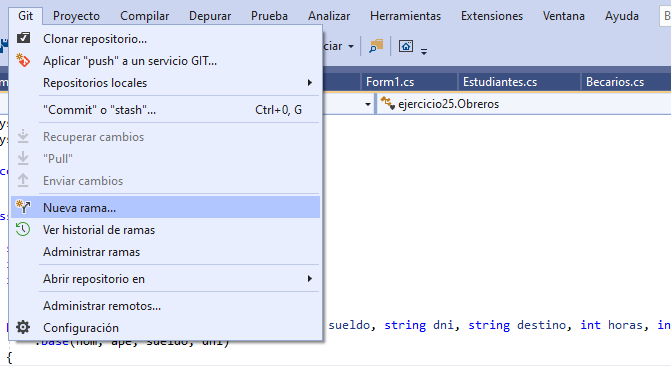 Git Proyecto Compilar Depurar Prueba Analizar Herramientas Extensiones Ventana Ayuda B
Clonar repositorio...
Aplicar "push" a un servicio GIT...
ciar
Repositorios locales
Form1.cs Estudiantes.cs Becarios.cs
"Commit" o "stash"... Ctrl+0, G
ejercicio25.Obreros
Recuperar cambios
"Pull"
Enviar cambios
Nueva rama...
Ver historial de ramas
Administrar ramas
Abrir repositorio en
Administrar remotos...
Configuración
sueldo, string dni, string destino, int horas, in
:base(nom, ape, sueldo, dni)
{